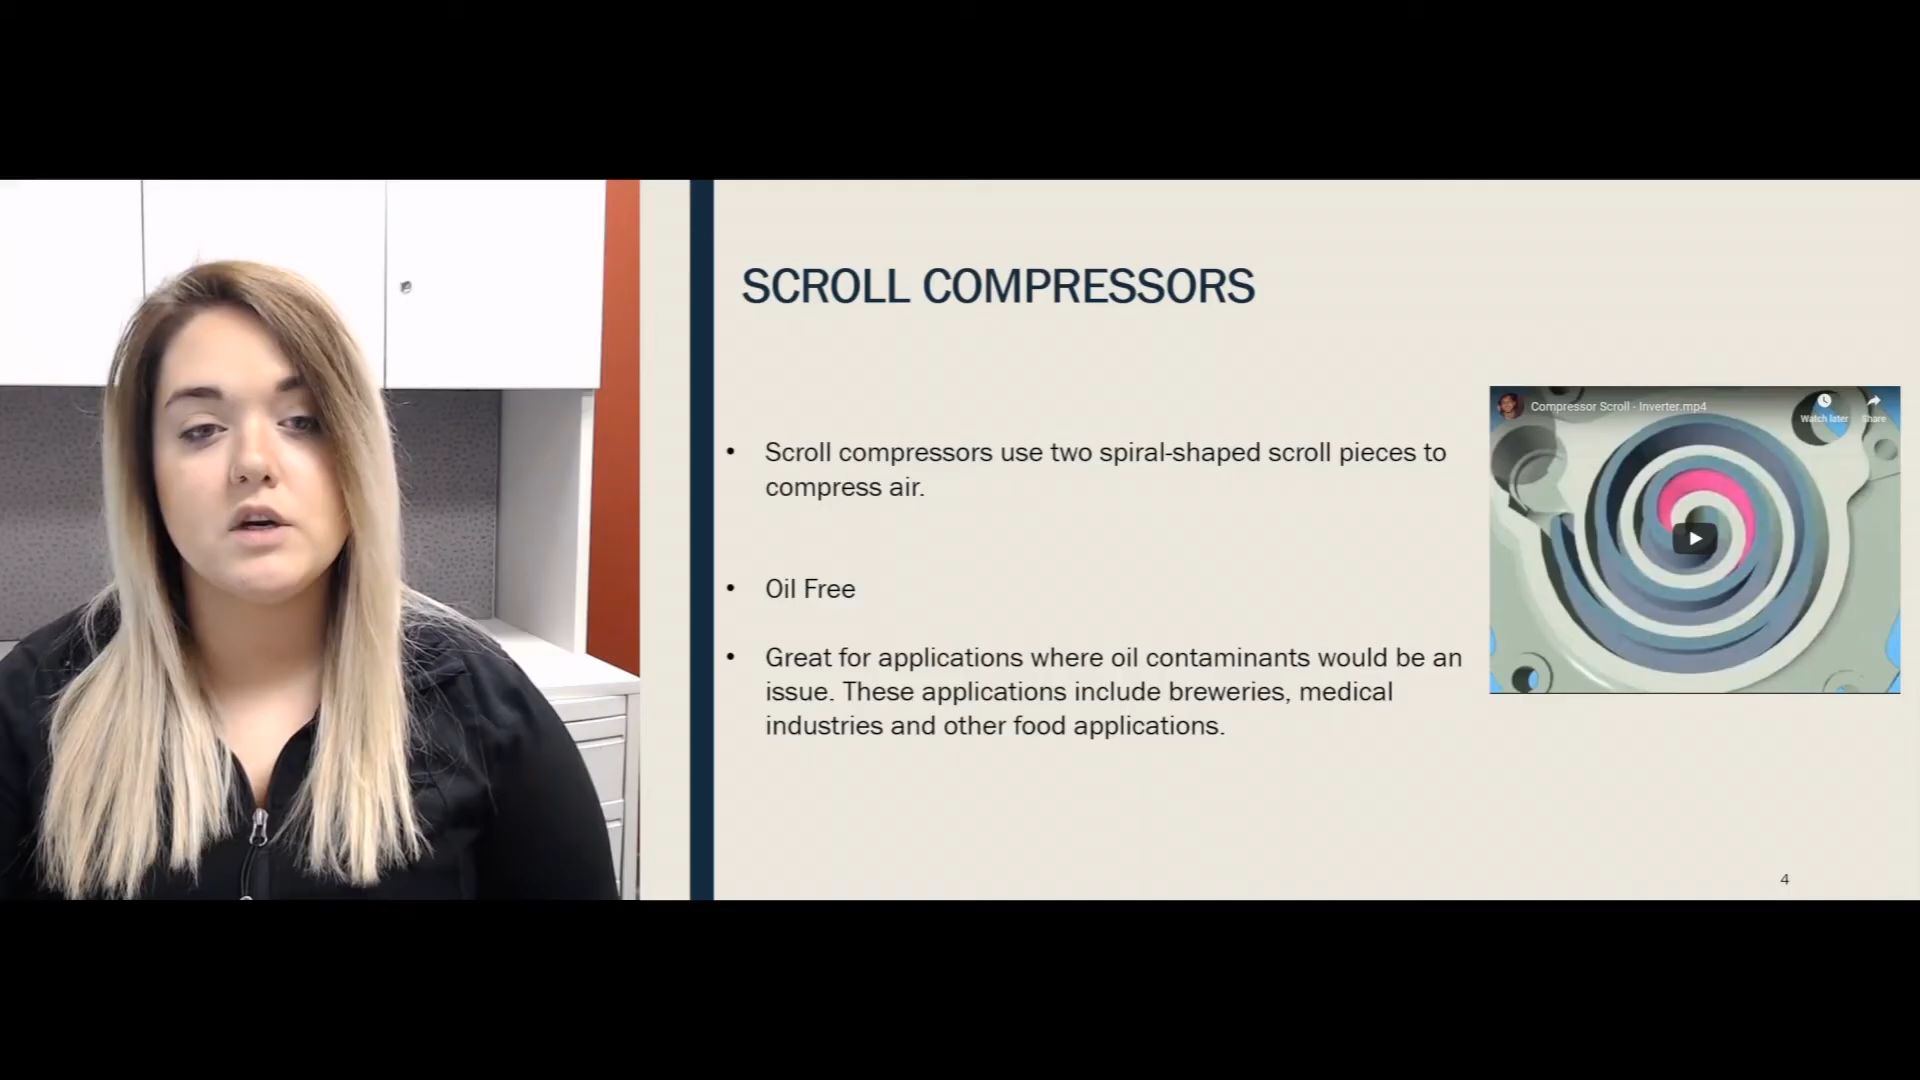 SCROLL COMPRESSORS
• Scroll compressors use two spiral-shaped scroll pieces to
compress air.
• Oil Free
• Great for applications where oil contaminants would be an
issue. These applications include breweries, medical
industries and other food applications.
Compressor Scroll - Inverter.mp4
Watch later
Share
4